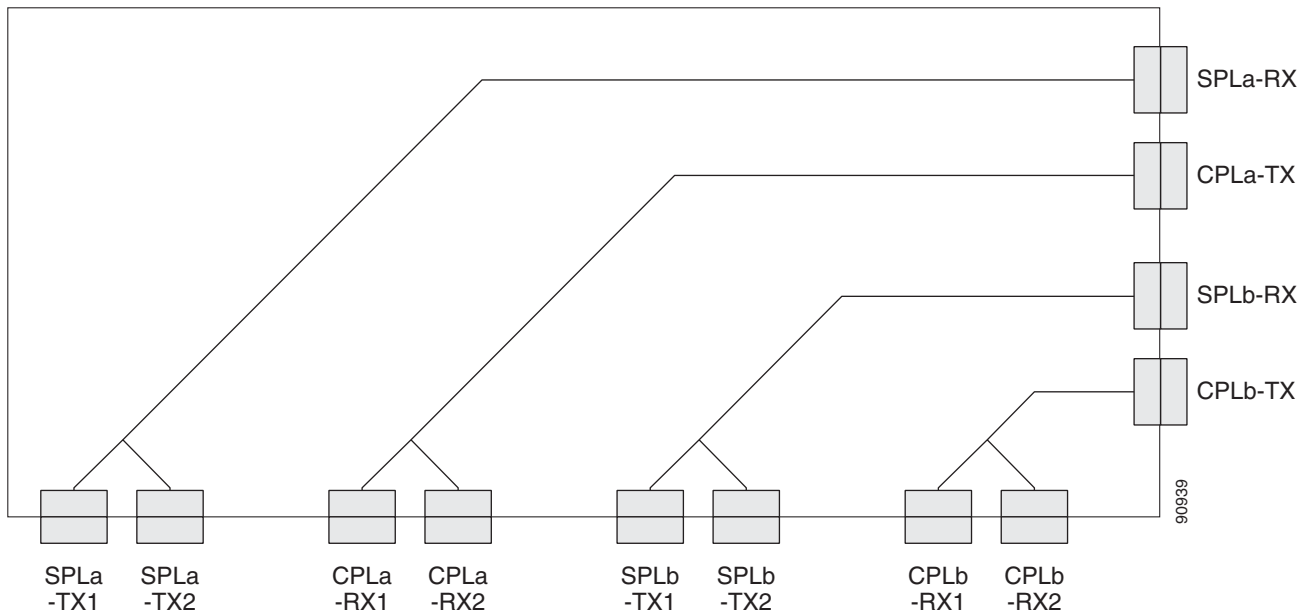 SPLa-RX
CPLa-TX
SPLb-RX
CPLb-TX
90939
SPLa
-TX1
SPLa
-TX2
CPLa
-RX1
CPLa
-RX2
SPLb
-TX1
SPLb
-TX2
CPLb
-RX1
CPLb
-RX2